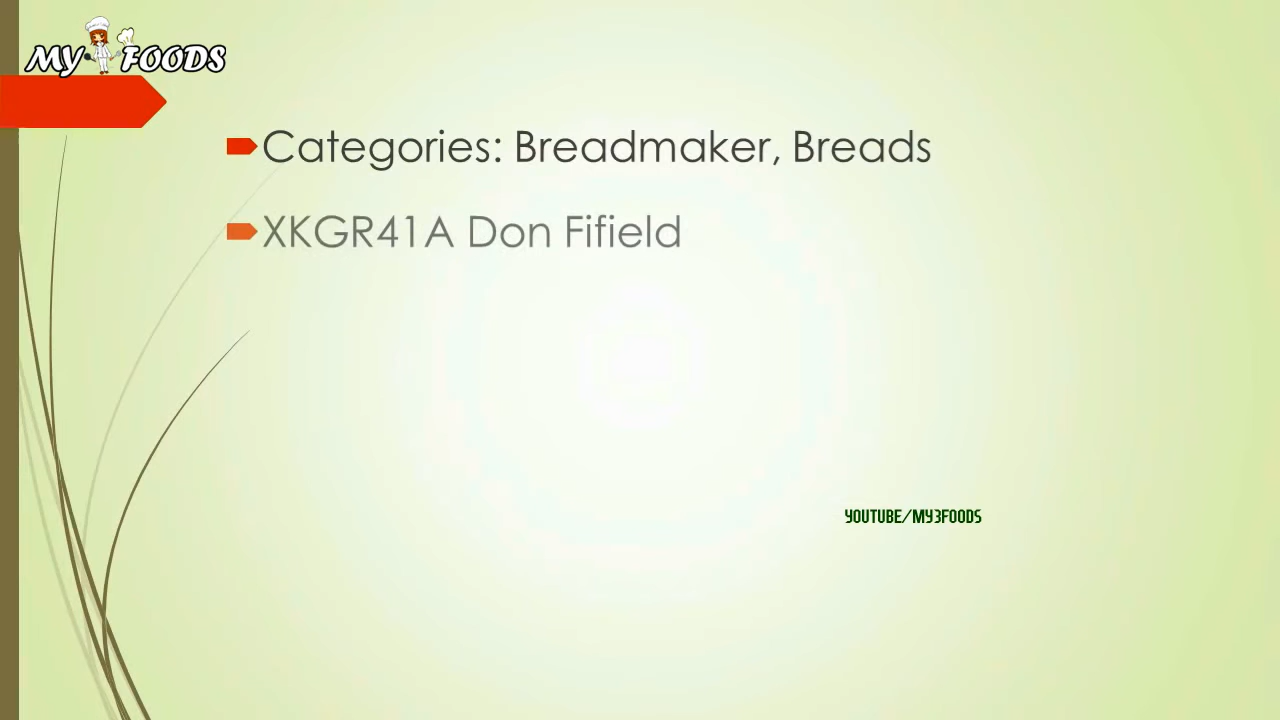 MY FOODS
Categories: Breadmaker, Breads
XKGR41A Don Fifield
YOUTUBE/MY3FOODS